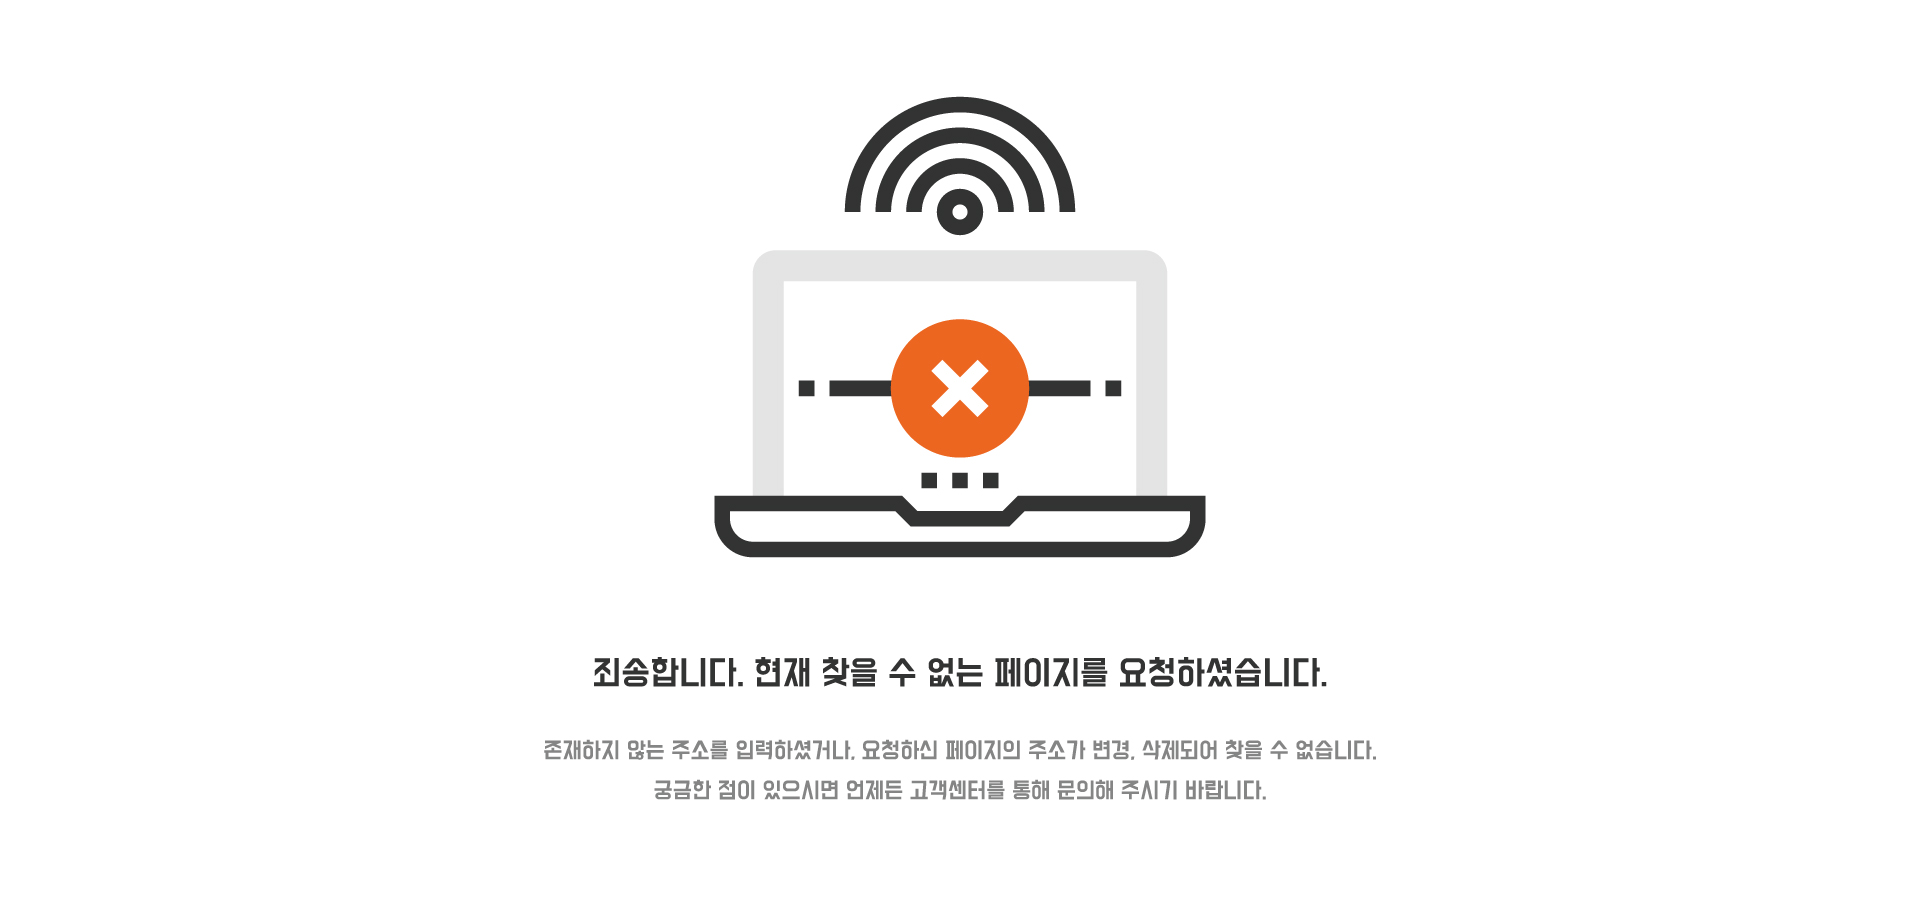 죄송합니다. 현재 찾을 수 없는 페이지를 요청하셨습니다.
존재하지 않는 주소를 입력하셨거나, 요청하신 페이지의 주소가 변경, 삭제되어 찾을 수 없습니다.
궁금한 점이 있으시면 언제든 고객센터를 통해 문의해 주시기 바랍니다.